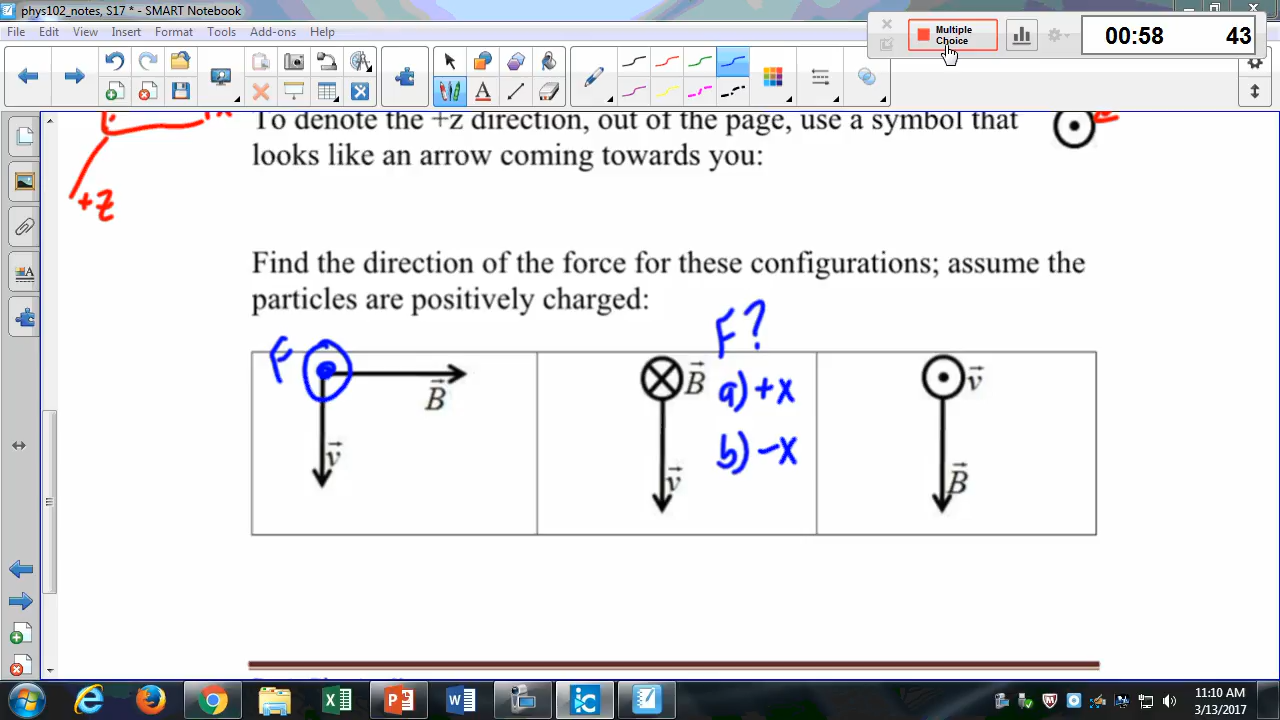 phys102_notes, S17 * - SMART Notebook
File Edit View Insert Format Tools Add-ons Help
Multiple Choice
00:58 43
To denote the +z direction, out of the page, use a symbol that
looks like an arrow coming towards you:
+z
Find the direction of the force for these configurations; assume the
particles are positively charged:
F?
F
B
v
B
a) +x
b) -x
v
v
B
11:10 AM
3/13/2017